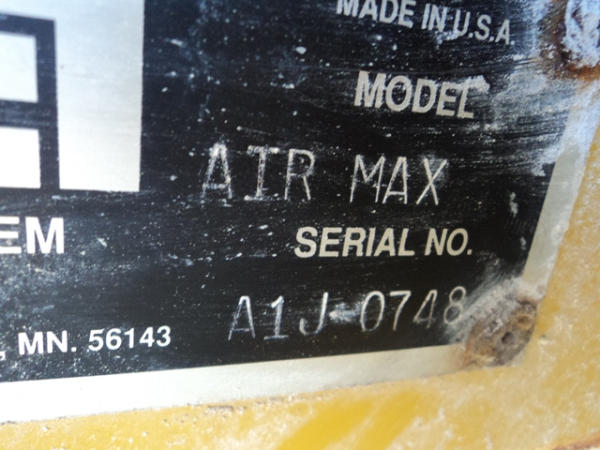 MADE IN U.S.A.
MODEL
AIR MAX
EM
SERIAL NO.
A1J-0748
, MN. 56143